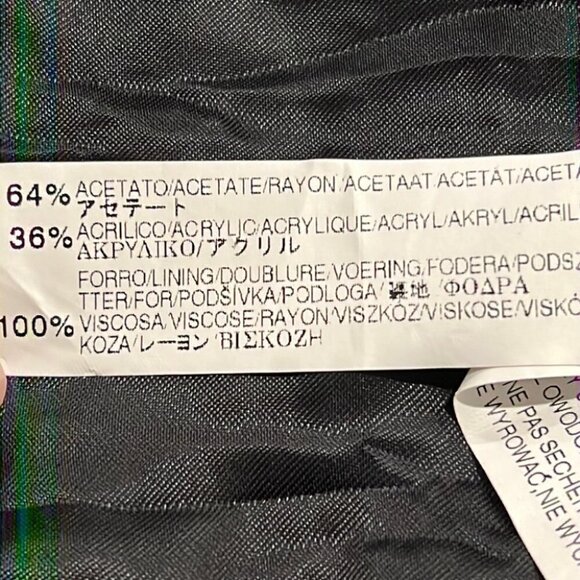 64% ACETATO/ACETATE/RAYON/ACETAAT/ACETÁT/ACETA
アセテート
36% ACRILICO/ACRYLIC/ACRYLIQUE/ACRYL/AKRYL/ACRIL
ΑΚΡΥΛΙΚΟ/アクリル
FORRO/LINING/DOUBLURE/VOERING/FODERA/PODSZ
TTER/FOR/PODŠÍVKA/PODLOGA/裏地/ΦΟΔΡΑ
100% VISCOSA/VISCOSE/RAYON/VISZKÓZ/VISKOSE/VISKÓ
KOZA/レーヨン/ΒΙΣΚΟΖΗ
NE PAS SECHE
E WYROWAĆ,NIE WY